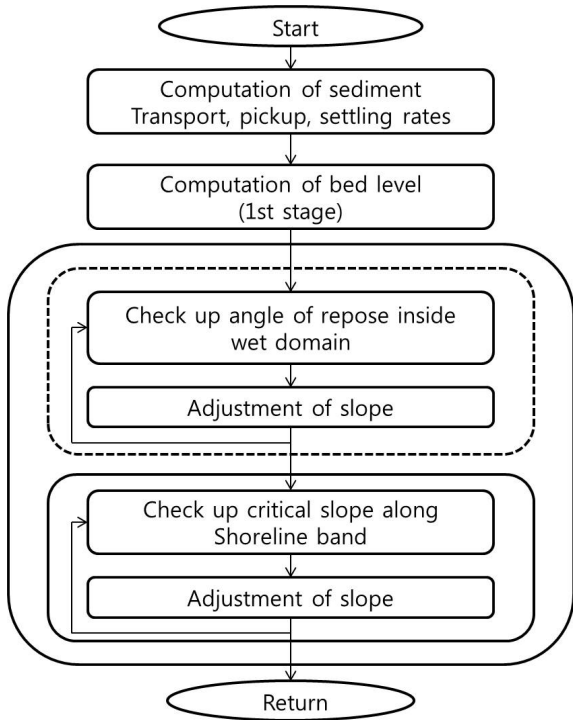 Start
Computation of sediment
Transport, pickup, settling rates
Computation of bed level
(1st stage)
Check up angle of repose inside
wet domain
Adjustment of slope
Check up critical slope along
Shoreline band
Adjustment of slope
Return